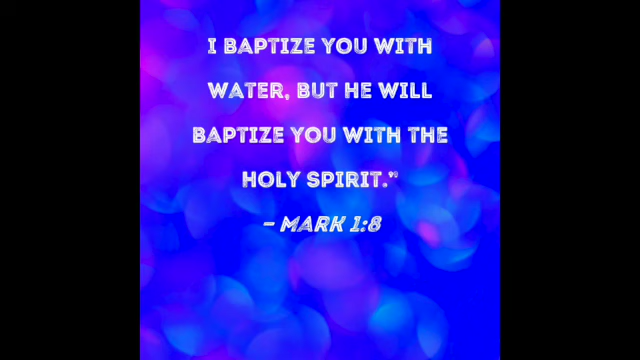 I BAPTIZE YOU WITH
WATER, BUT HE WILL
BAPTIZE YOU WITH THE
HOLY SPIRIT."
– MARK 1:8